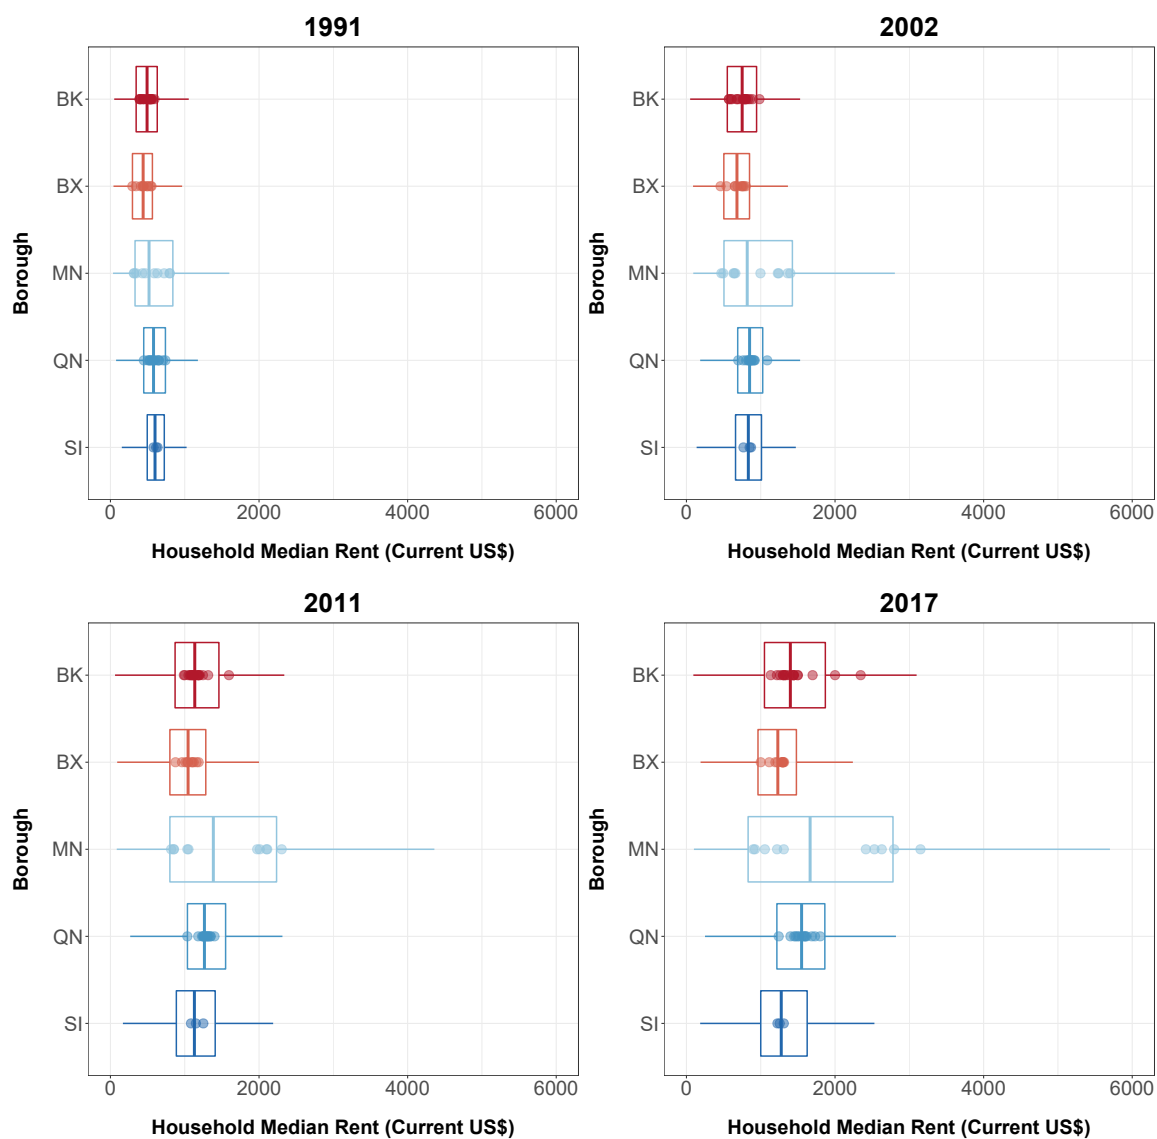 1991
BK
BX
MN
QN
SI
Borough
0 2000 4000 6000
Household Median Rent (Current US$)
2002
BK
BX
MN
QN
SI
Borough
0 2000 4000 6000
Household Median Rent (Current US$)
2011
BK
BX
MN
QN
SI
Borough
0 2000 4000 6000
Household Median Rent (Current US$)
2017
BK
BX
MN
QN
SI
Borough
0 2000 4000 6000
Household Median Rent (Current US$)